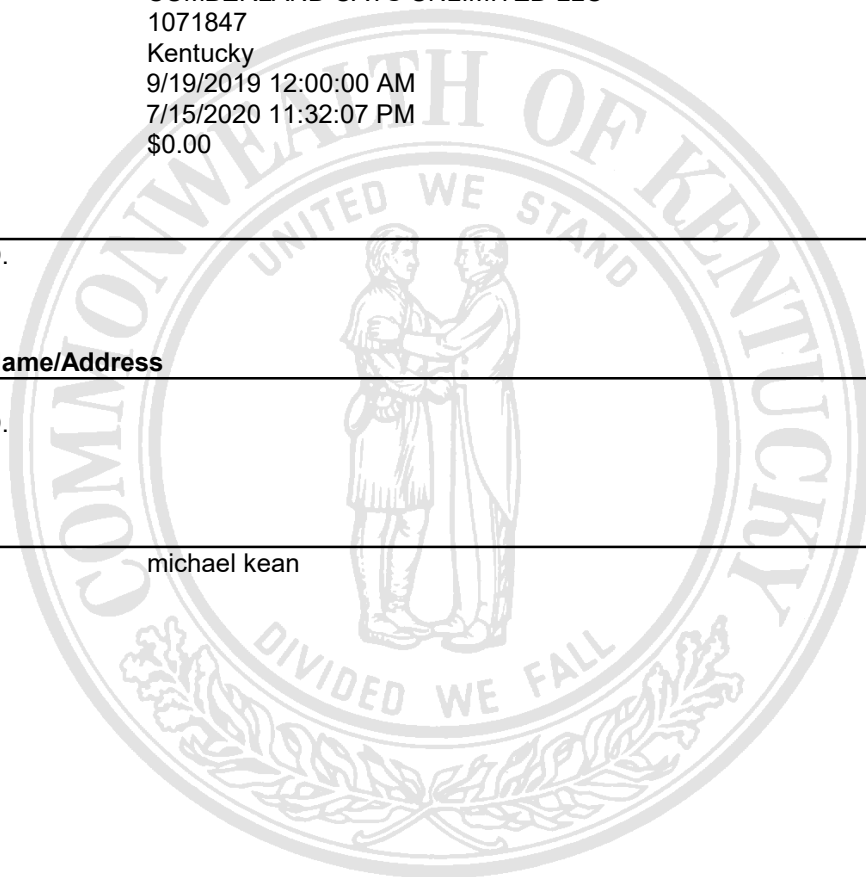 1071847
Kentucky
9/19/2019 12:00:00 AM
7/15/2020 11:32:07 PM
$0.00
COMMONWEALTH OF KENTUCKY
UNITED WE STAND
ame/Address
michael kean
DIVIDED WE FALL